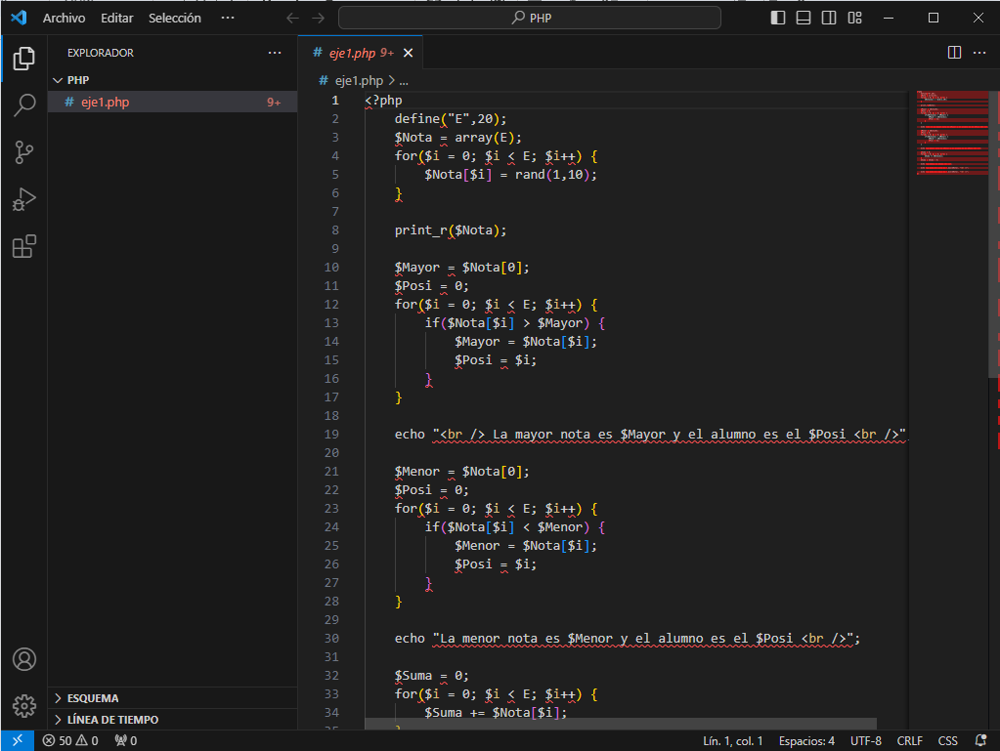 Archivo Editar Selección ··· PHP
EXPLORADOR ···
PHP
# eje1.php 9+
# eje1.php 9+
# eje1.php > ...
1 <?php
2 define("E",20);
3 $Nota = array(E);
4 for($i = 0; $i < E; $i++) {
5 $Nota[$i] = rand(1,10);
6 }
7
8 print_r($Nota);
9
10 $Mayor = $Nota[0];
11 $Posi = 0;
12 for($i = 0; $i < E; $i++) {
13 if($Nota[$i] > $Mayor) {
14 $Mayor = $Nota[$i];
15 $Posi = $i;
16 }
17 }
18
19 echo "<br /> La mayor nota es $Mayor y el alumno es el $Posi <br />"
20
21 $Menor = $Nota[0];
22 $Posi = 0;
23 for($i = 0; $i < E; $i++) {
24 if($Nota[$i] < $Menor) {
25 $Menor = $Nota[$i];
26 $Posi = $i;
27 }
28 }
29
30 echo "La menor nota es $Menor y el alumno es el $Posi <br />";
31
32 $Suma = 0;
33 for($i = 0; $i < E; $i++) {
34 $Suma += $Nota[$i];
ESQUEMA
LÍNEA DE TIEMPO
50 0 0 Lín. 1, col. 1 Espacios: 4 UTF-8 CRLF CSS